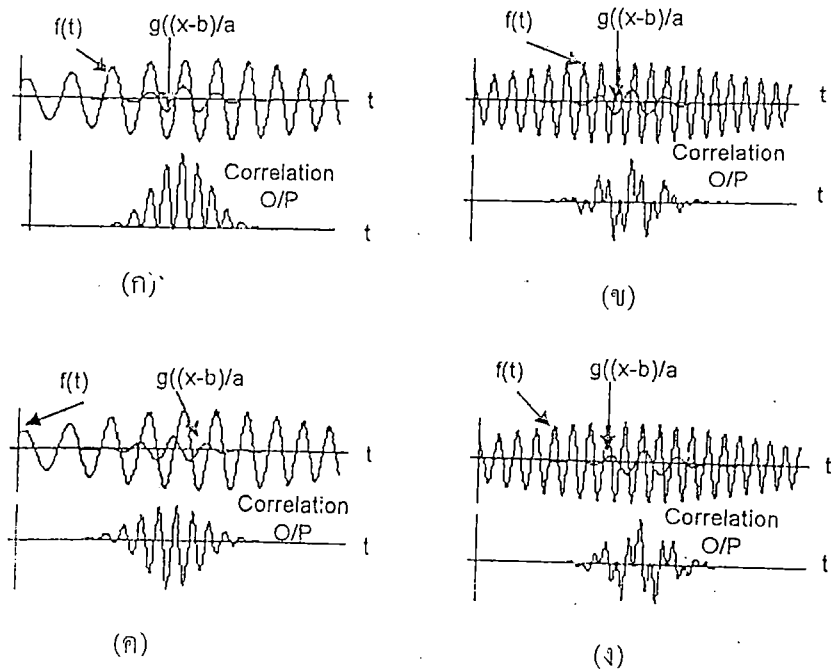 f(t)
g((x-b)/a
t
Correlation
O/P
t
(ก)
f(t)
g((x-b)/a
t
Correlation
O/P
t
(ข)
f(t)
g((x-b)/a
t
Correlation
O/P
t
(ค)
f(t)
g((x-b)/a
t
Correlation
O/P
t
(ง)